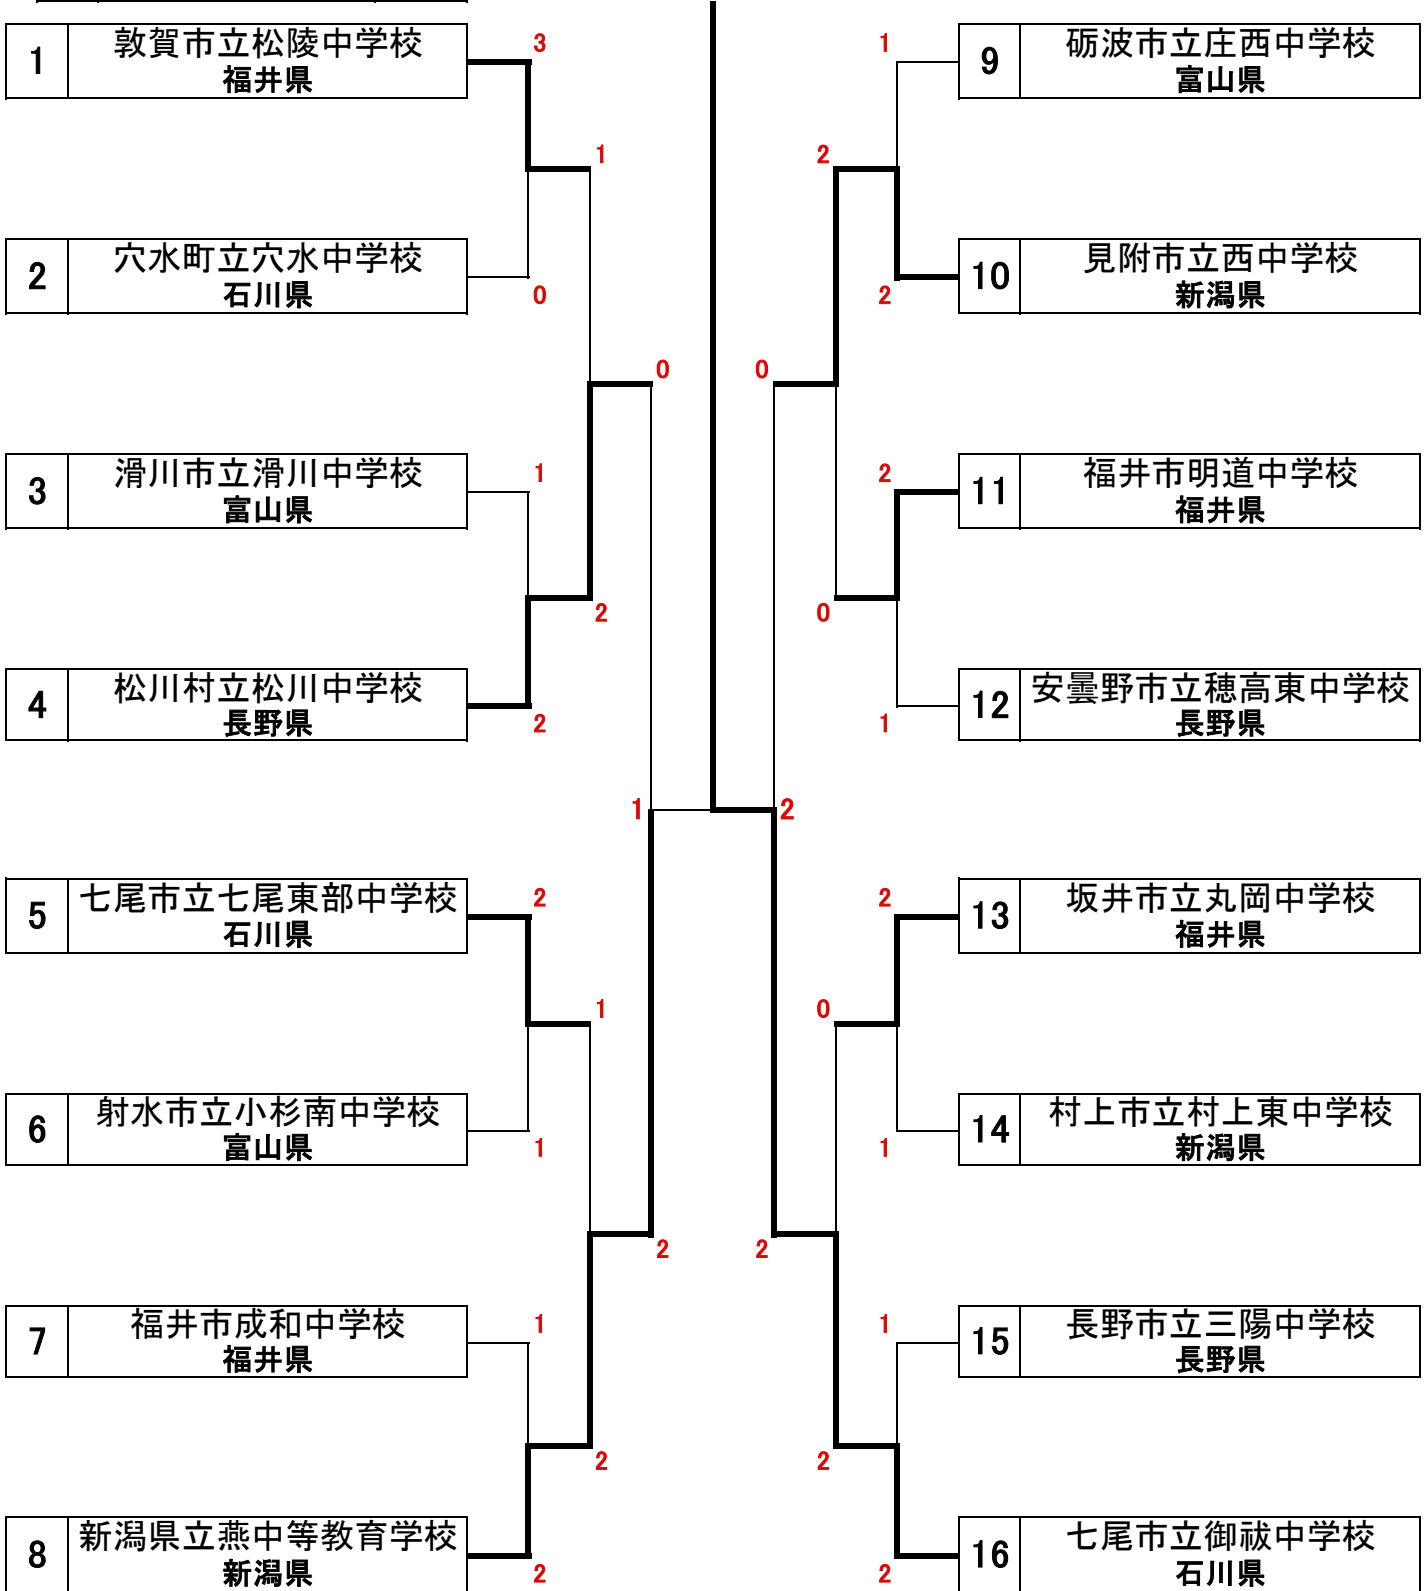 1
敦賀市立松陵中学校
福井県
3
1
2
穴水町立穴水中学校
石川県
0
0
3
滑川市立滑川中学校
富山県
1
2
4
松川村立松川中学校
長野県
2
1
5
七尾市立七尾東部中学校
石川県
2
1
6
射水市立小杉南中学校
富山県
1
2
7
福井市成和中学校
福井県
1
2
8
新潟県立燕中等教育学校
新潟県
2
1
9
砺波市立庄西中学校
富山県
2
10
見附市立西中学校
新潟県
2
0
2
11
福井市明道中学校
福井県
0
12
安曇野市立穂高東中学校
長野県
1
2
2
13
坂井市立丸岡中学校
福井県
0
14
村上市立村上東中学校
新潟県
1
2
1
15
長野市立三陽中学校
長野県
2
16
七尾市立御祓中学校
石川県
2